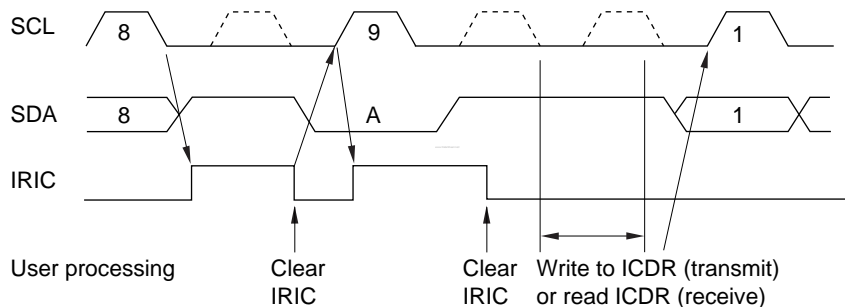 SCL 8 9 1
SDA 8 A 1
IRIC
User processing Clear Clear Write to ICDR (transmit)
IRIC IRIC or read ICDR (receive)